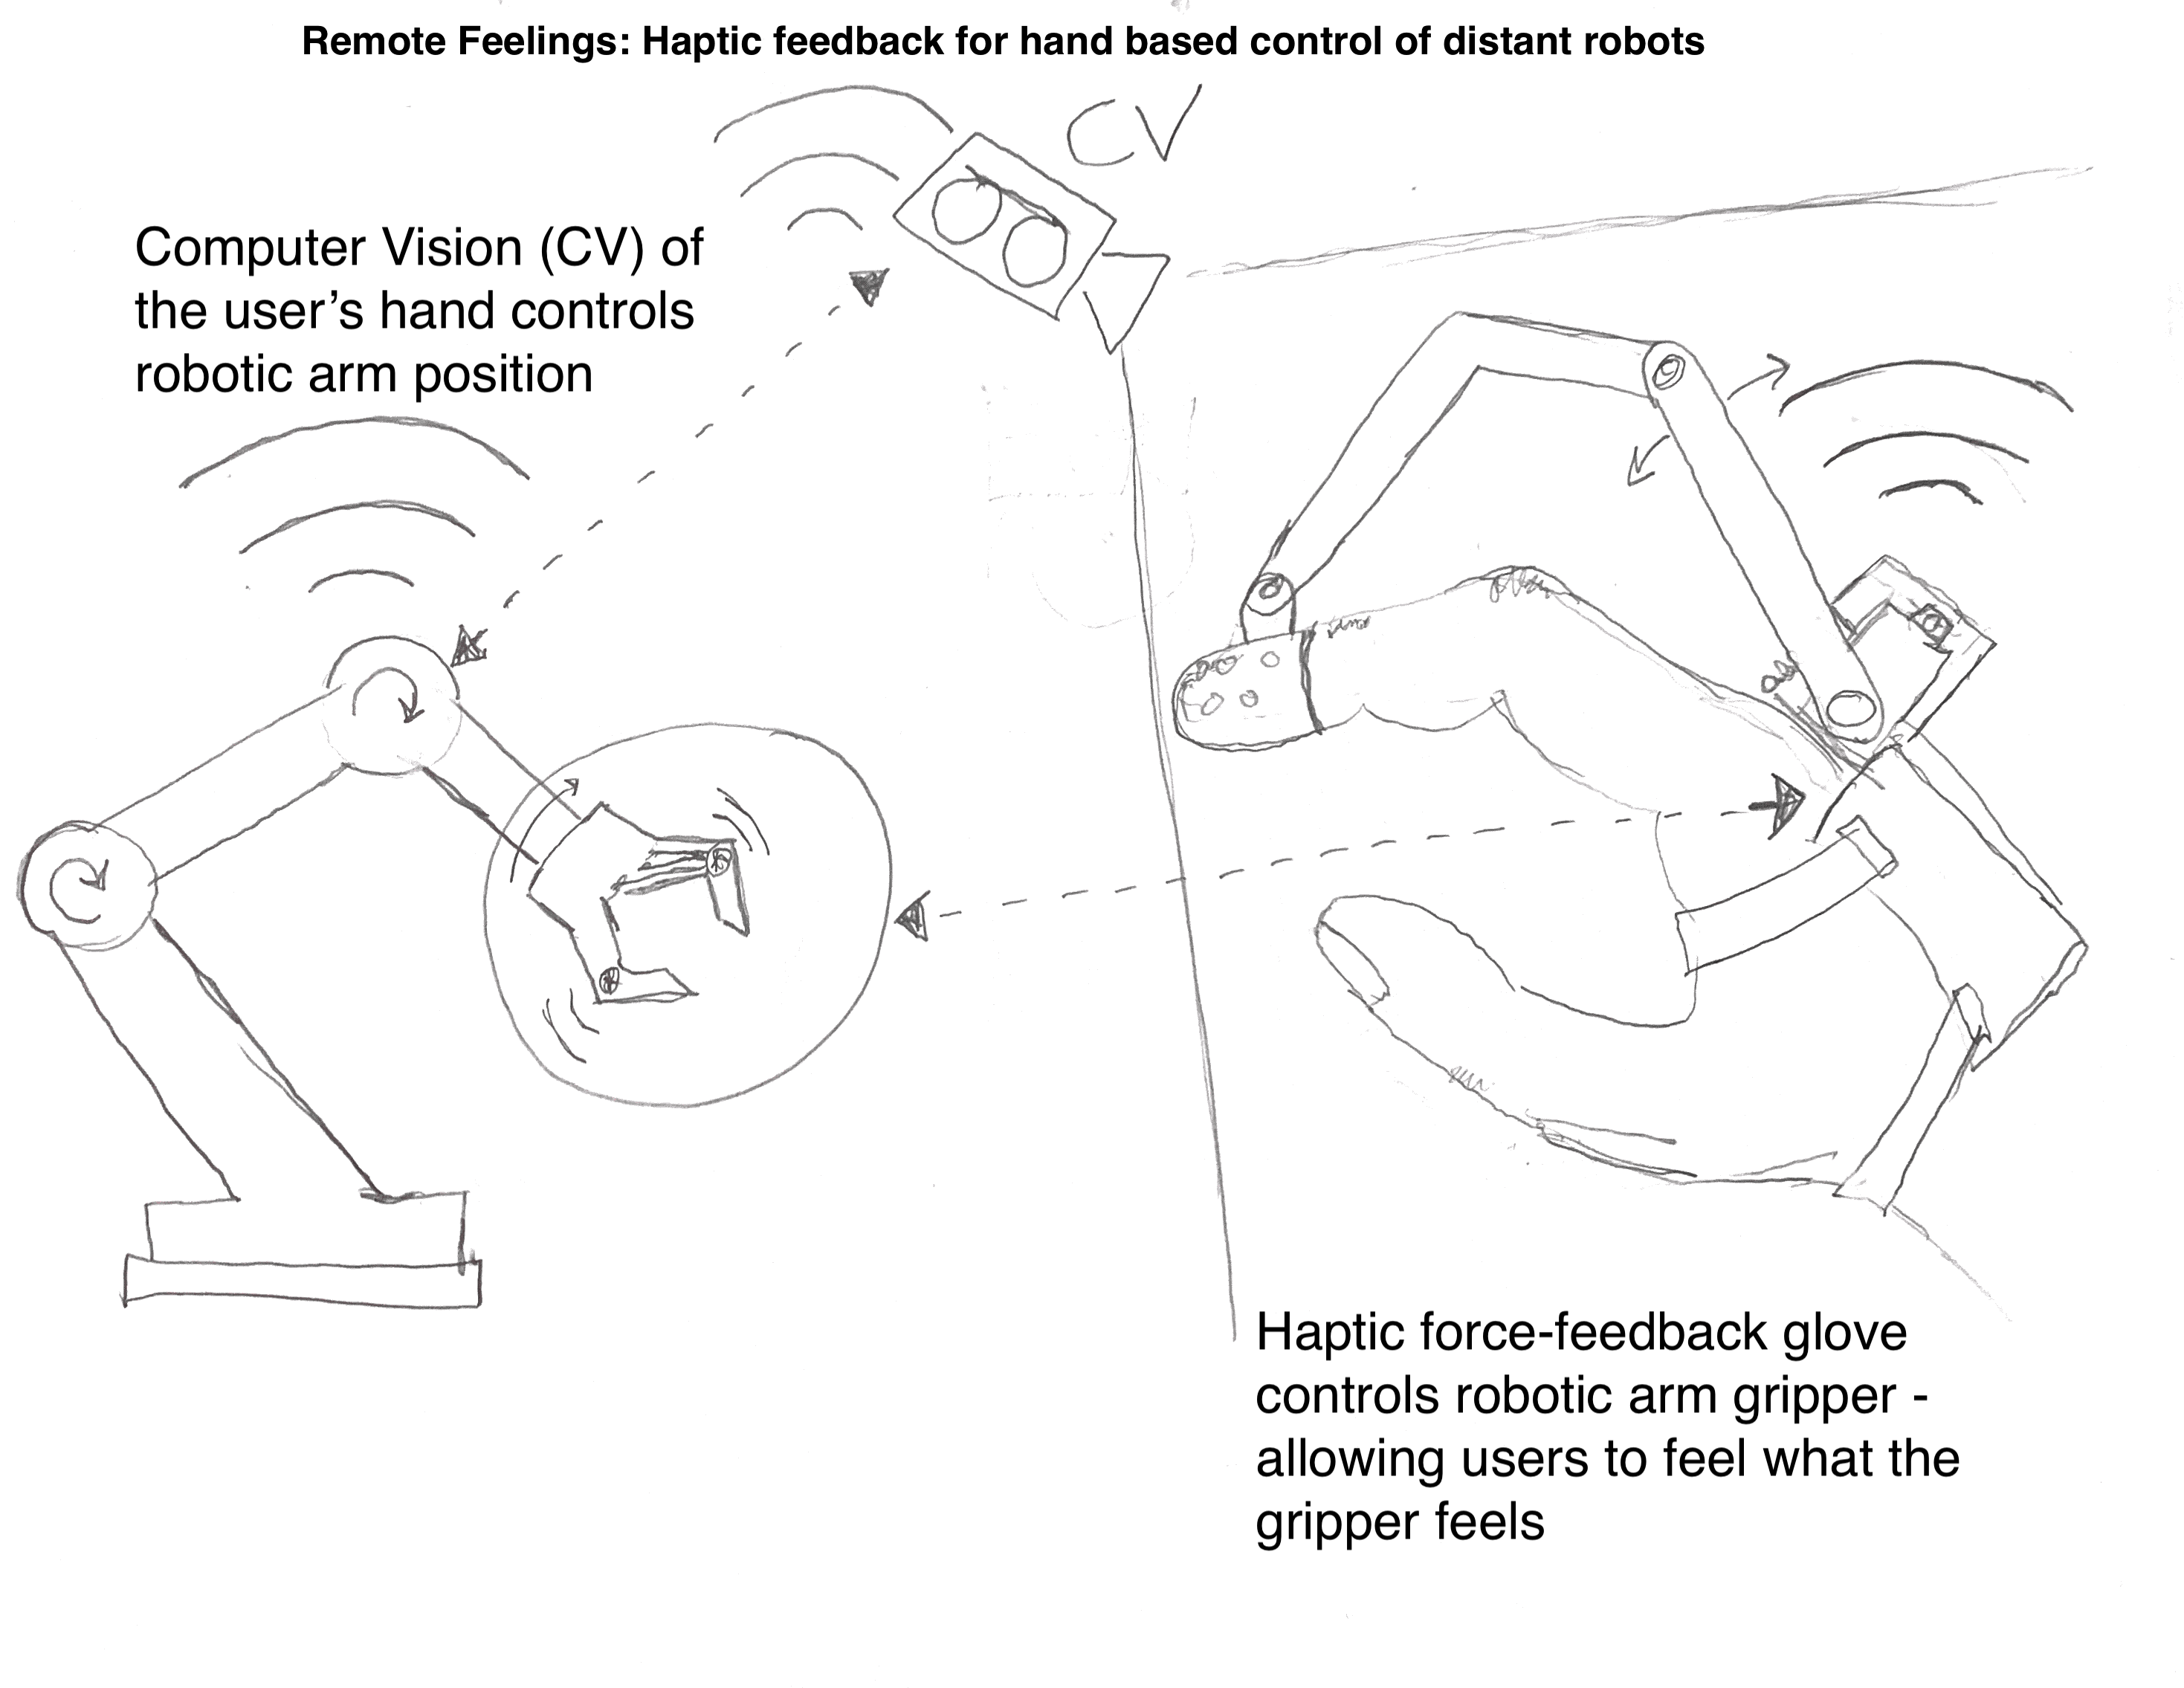 Remote Feelings: Haptic feedback for hand based control of distant robots
CV
Computer Vision (CV) of
the user’s hand controls
robotic arm position
Haptic force-feedback glove
controls robotic arm gripper -
allowing users to feel what the
gripper feels